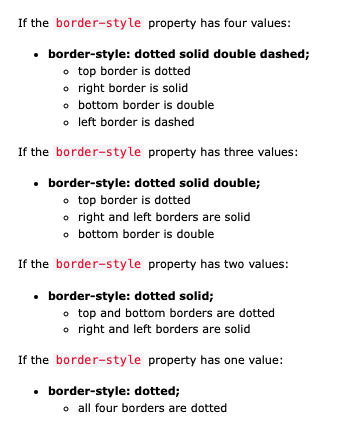 If the border-style property has four values:
• border-style: dotted solid double dashed;
◦ top border is dotted
◦ right border is solid
◦ bottom border is double
◦ left border is dashed
If the border-style property has three values:
• border-style: dotted solid double;
◦ top border is dotted
◦ right and left borders are solid
◦ bottom border is double
If the border-style property has two values:
• border-style: dotted solid;
◦ top and bottom borders are dotted
◦ right and left borders are solid
If the border-style property has one value:
• border-style: dotted;
◦ all four borders are dotted